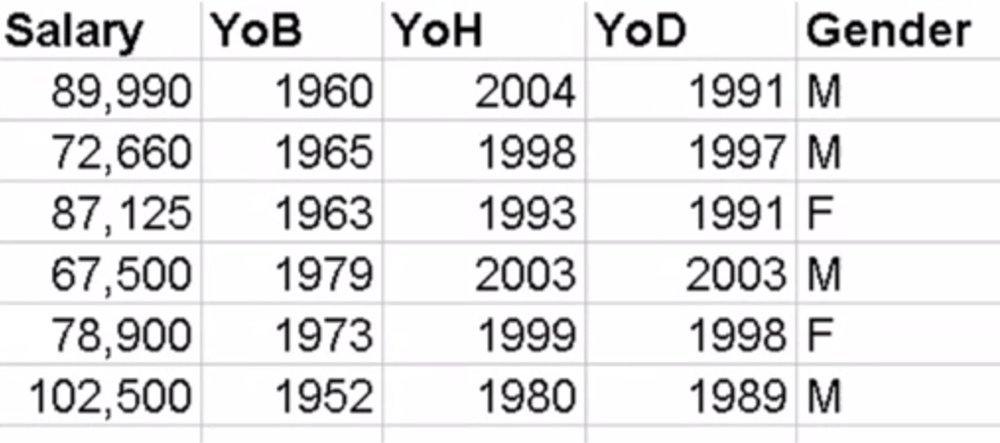 Salary YoB YoH YoD Gender
89,990 1960 2004 1991 M
72,660 1965 1998 1997 M
87,125 1963 1993 1991 F
67,500 1979 2003 2003 M
78,900 1973 1999 1998 F
102,500 1952 1980 1989 M